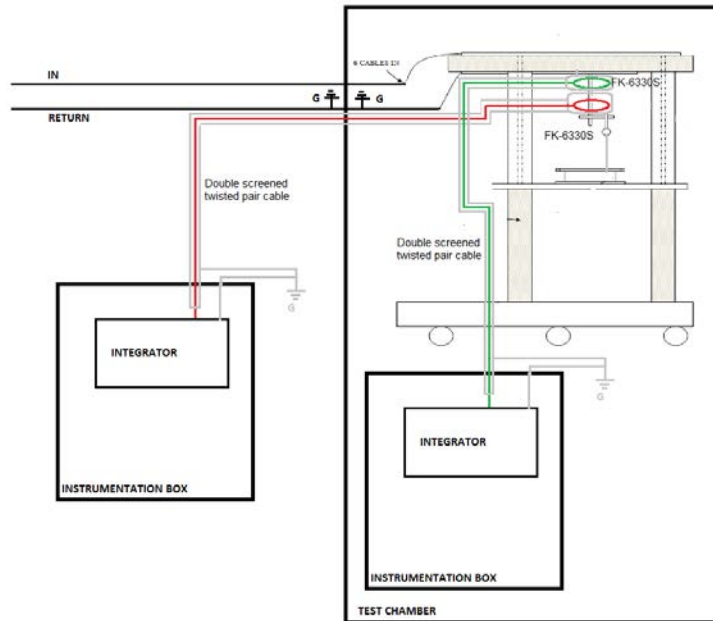 6 CABLES IN
IN
G G
RETURN
FK-6330S
FK-6330S
Double screened
twisted pair cable
Double screened
twisted pair cable
G
INTEGRATOR
INSTRUMENTATION BOX
G
INTEGRATOR
INSTRUMENTATION BOX
TEST CHAMBER